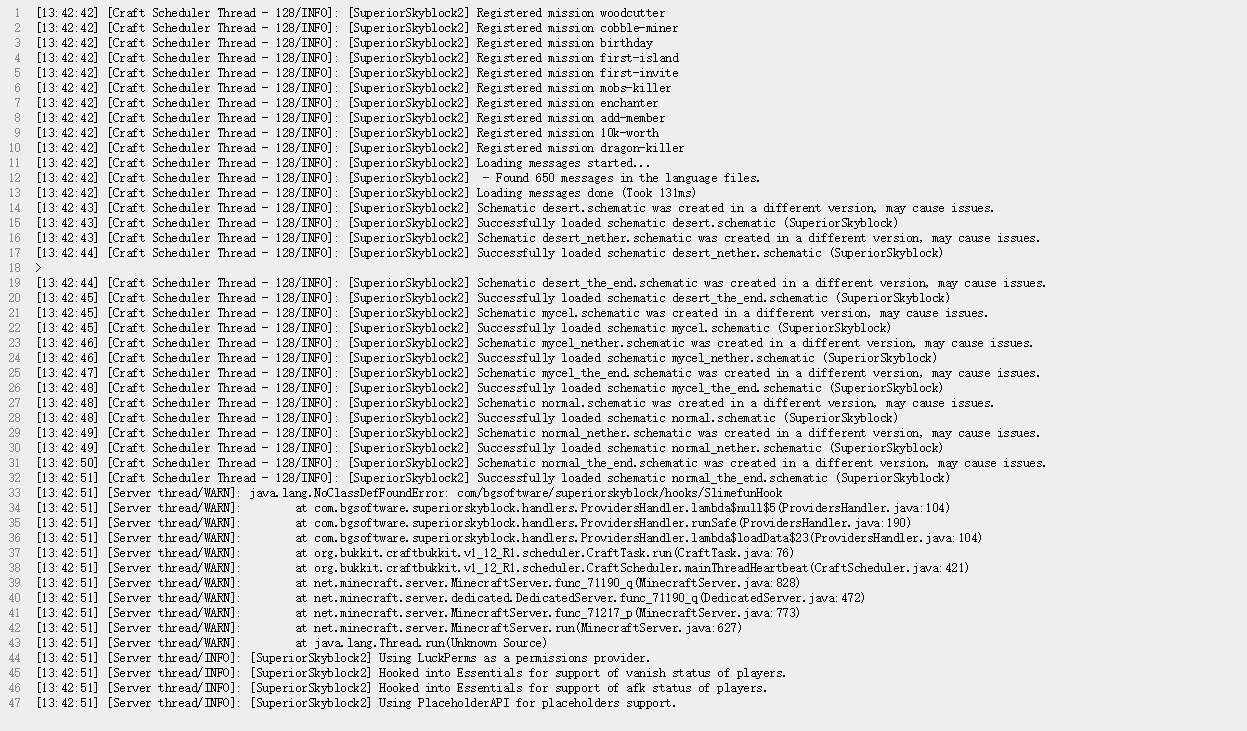 1 [13:42:42] [Craft Scheduler Thread - 128/INFO]: [SuperiorSkyblock2] Registered mission woodcutter
2 [13:42:42] [Craft Scheduler Thread - 128/INFO]: [SuperiorSkyblock2] Registered mission cobble-miner
3 [13:42:42] [Craft Scheduler Thread - 128/INFO]: [SuperiorSkyblock2] Registered mission birthday
4 [13:42:42] [Craft Scheduler Thread - 128/INFO]: [SuperiorSkyblock2] Registered mission first-island
5 [13:42:42] [Craft Scheduler Thread - 128/INFO]: [SuperiorSkyblock2] Registered mission first-invite
6 [13:42:42] [Craft Scheduler Thread - 128/INFO]: [SuperiorSkyblock2] Registered mission mobs-killer
7 [13:42:42] [Craft Scheduler Thread - 128/INFO]: [SuperiorSkyblock2] Registered mission enchanter
8 [13:42:42] [Craft Scheduler Thread - 128/INFO]: [SuperiorSkyblock2] Registered mission add-member
9 [13:42:42] [Craft Scheduler Thread - 128/INFO]: [SuperiorSkyblock2] Registered mission 10k-worth
10 [13:42:42] [Craft Scheduler Thread - 128/INFO]: [SuperiorSkyblock2] Registered mission dragon-killer
11 [13:42:42] [Craft Scheduler Thread - 128/INFO]: [SuperiorSkyblock2] Loading messages started...
12 [13:42:42] [Craft Scheduler Thread - 128/INFO]: [SuperiorSkyblock2]  - Found 650 messages in the language files.
13 [13:42:42] [Craft Scheduler Thread - 128/INFO]: [SuperiorSkyblock2] Loading messages done (Took 131ms)
14 [13:42:43] [Craft Scheduler Thread - 128/INFO]: [SuperiorSkyblock2] Schematic desert.schematic was created in a different version, may cause issues.
15 [13:42:43] [Craft Scheduler Thread - 128/INFO]: [SuperiorSkyblock2] Successfully loaded schematic desert.schematic (SuperiorSkyblock)
16 [13:42:43] [Craft Scheduler Thread - 128/INFO]: [SuperiorSkyblock2] Schematic desert_nether.schematic was created in a different version, may cause issues.
17 [13:42:44] [Craft Scheduler Thread - 128/INFO]: [SuperiorSkyblock2] Successfully loaded schematic desert_nether.schematic (SuperiorSkyblock)
18 >
19 [13:42:44] [Craft Scheduler Thread - 128/INFO]: [SuperiorSkyblock2] Schematic desert_the_end.schematic was created in a different version, may cause issues.
20 [13:42:45] [Craft Scheduler Thread - 128/INFO]: [SuperiorSkyblock2] Successfully loaded schematic desert_the_end.schematic (SuperiorSkyblock)
21 [13:42:45] [Craft Scheduler Thread - 128/INFO]: [SuperiorSkyblock2] Schematic mycel.schematic was created in a different version, may cause issues.
22 [13:42:45] [Craft Scheduler Thread - 128/INFO]: [SuperiorSkyblock2] Successfully loaded schematic mycel.schematic (SuperiorSkyblock)
23 [13:42:46] [Craft Scheduler Thread - 128/INFO]: [SuperiorSkyblock2] Schematic mycel_nether.schematic was created in a different version, may cause issues.
24 [13:42:46] [Craft Scheduler Thread - 128/INFO]: [SuperiorSkyblock2] Successfully loaded schematic mycel_nether.schematic (SuperiorSkyblock)
25 [13:42:47] [Craft Scheduler Thread - 128/INFO]: [SuperiorSkyblock2] Schematic mycel_the_end.schematic was created in a different version, may cause issues.
26 [13:42:48] [Craft Scheduler Thread - 128/INFO]: [SuperiorSkyblock2] Successfully loaded schematic mycel_the_end.schematic (SuperiorSkyblock)
27 [13:42:48] [Craft Scheduler Thread - 128/INFO]: [SuperiorSkyblock2] Schematic normal.schematic was created in a different version, may cause issues.
28 [13:42:48] [Craft Scheduler Thread - 128/INFO]: [SuperiorSkyblock2] Successfully loaded schematic normal.schematic (SuperiorSkyblock)
29 [13:42:49] [Craft Scheduler Thread - 128/INFO]: [SuperiorSkyblock2] Schematic normal_nether.schematic was created in a different version, may cause issues.
30 [13:42:49] [Craft Scheduler Thread - 128/INFO]: [SuperiorSkyblock2] Successfully loaded schematic normal_nether.schematic (SuperiorSkyblock)
31 [13:42:50] [Craft Scheduler Thread - 128/INFO]: [SuperiorSkyblock2] Schematic normal_the_end.schematic was created in a different version, may cause issues.
32 [13:42:51] [Craft Scheduler Thread - 128/INFO]: [SuperiorSkyblock2] Successfully loaded schematic normal_the_end.schematic (SuperiorSkyblock)
33 [13:42:51] [Server thread/WARN]: java.lang.NoClassDefFoundError: com/bgsoftware/superiorskyblock/hooks/SlimefunHook
34 [13:42:51] [Server thread/WARN]: at com.bgsoftware.superiorskyblock.handlers.ProvidersHandler.lambda$null$5(ProvidersHandler.java:104)
35 [13:42:51] [Server thread/WARN]: at com.bgsoftware.superiorskyblock.handlers.ProvidersHandler.runSafe(ProvidersHandler.java:190)
36 [13:42:51] [Server thread/WARN]: at com.bgsoftware.superiorskyblock.handlers.ProvidersHandler.lambda$loadData$23(ProvidersHandler.java:104)
37 [13:42:51] [Server thread/WARN]: at org.bukkit.craftbukkit.v1_12_R1.scheduler.CraftTask.run(CraftTask.java:76)
38 [13:42:51] [Server thread/WARN]: at org.bukkit.craftbukkit.v1_12_R1.scheduler.CraftScheduler.mainThreadHeartbeat(CraftScheduler.java:421)
39 [13:42:51] [Server thread/WARN]: at net.minecraft.server.MinecraftServer.func_71190_q(MinecraftServer.java:828)
40 [13:42:51] [Server thread/WARN]: at net.minecraft.server.dedicated.DedicatedServer.func_71190_q(DedicatedServer.java:472)
41 [13:42:51] [Server thread/WARN]: at net.minecraft.server.MinecraftServer.func_71217_p(MinecraftServer.java:773)
42 [13:42:51] [Server thread/WARN]: at net.minecraft.server.MinecraftServer.run(MinecraftServer.java:627)
43 [13:42:51] [Server thread/WARN]: at java.lang.Thread.run(Unknown Source)
44 [13:42:51] [Server thread/INFO]: [SuperiorSkyblock2] Using LuckPerms as a permissions provider.
45 [13:42:51] [Server thread/INFO]: [SuperiorSkyblock2] Hooked into Essentials for support of vanish status of players.
46 [13:42:51] [Server thread/INFO]: [SuperiorSkyblock2] Hooked into Essentials for support of afk status of players.
47 [13:42:51] [Server thread/INFO]: [SuperiorSkyblock2] Using PlaceholderAPI for placeholders support.